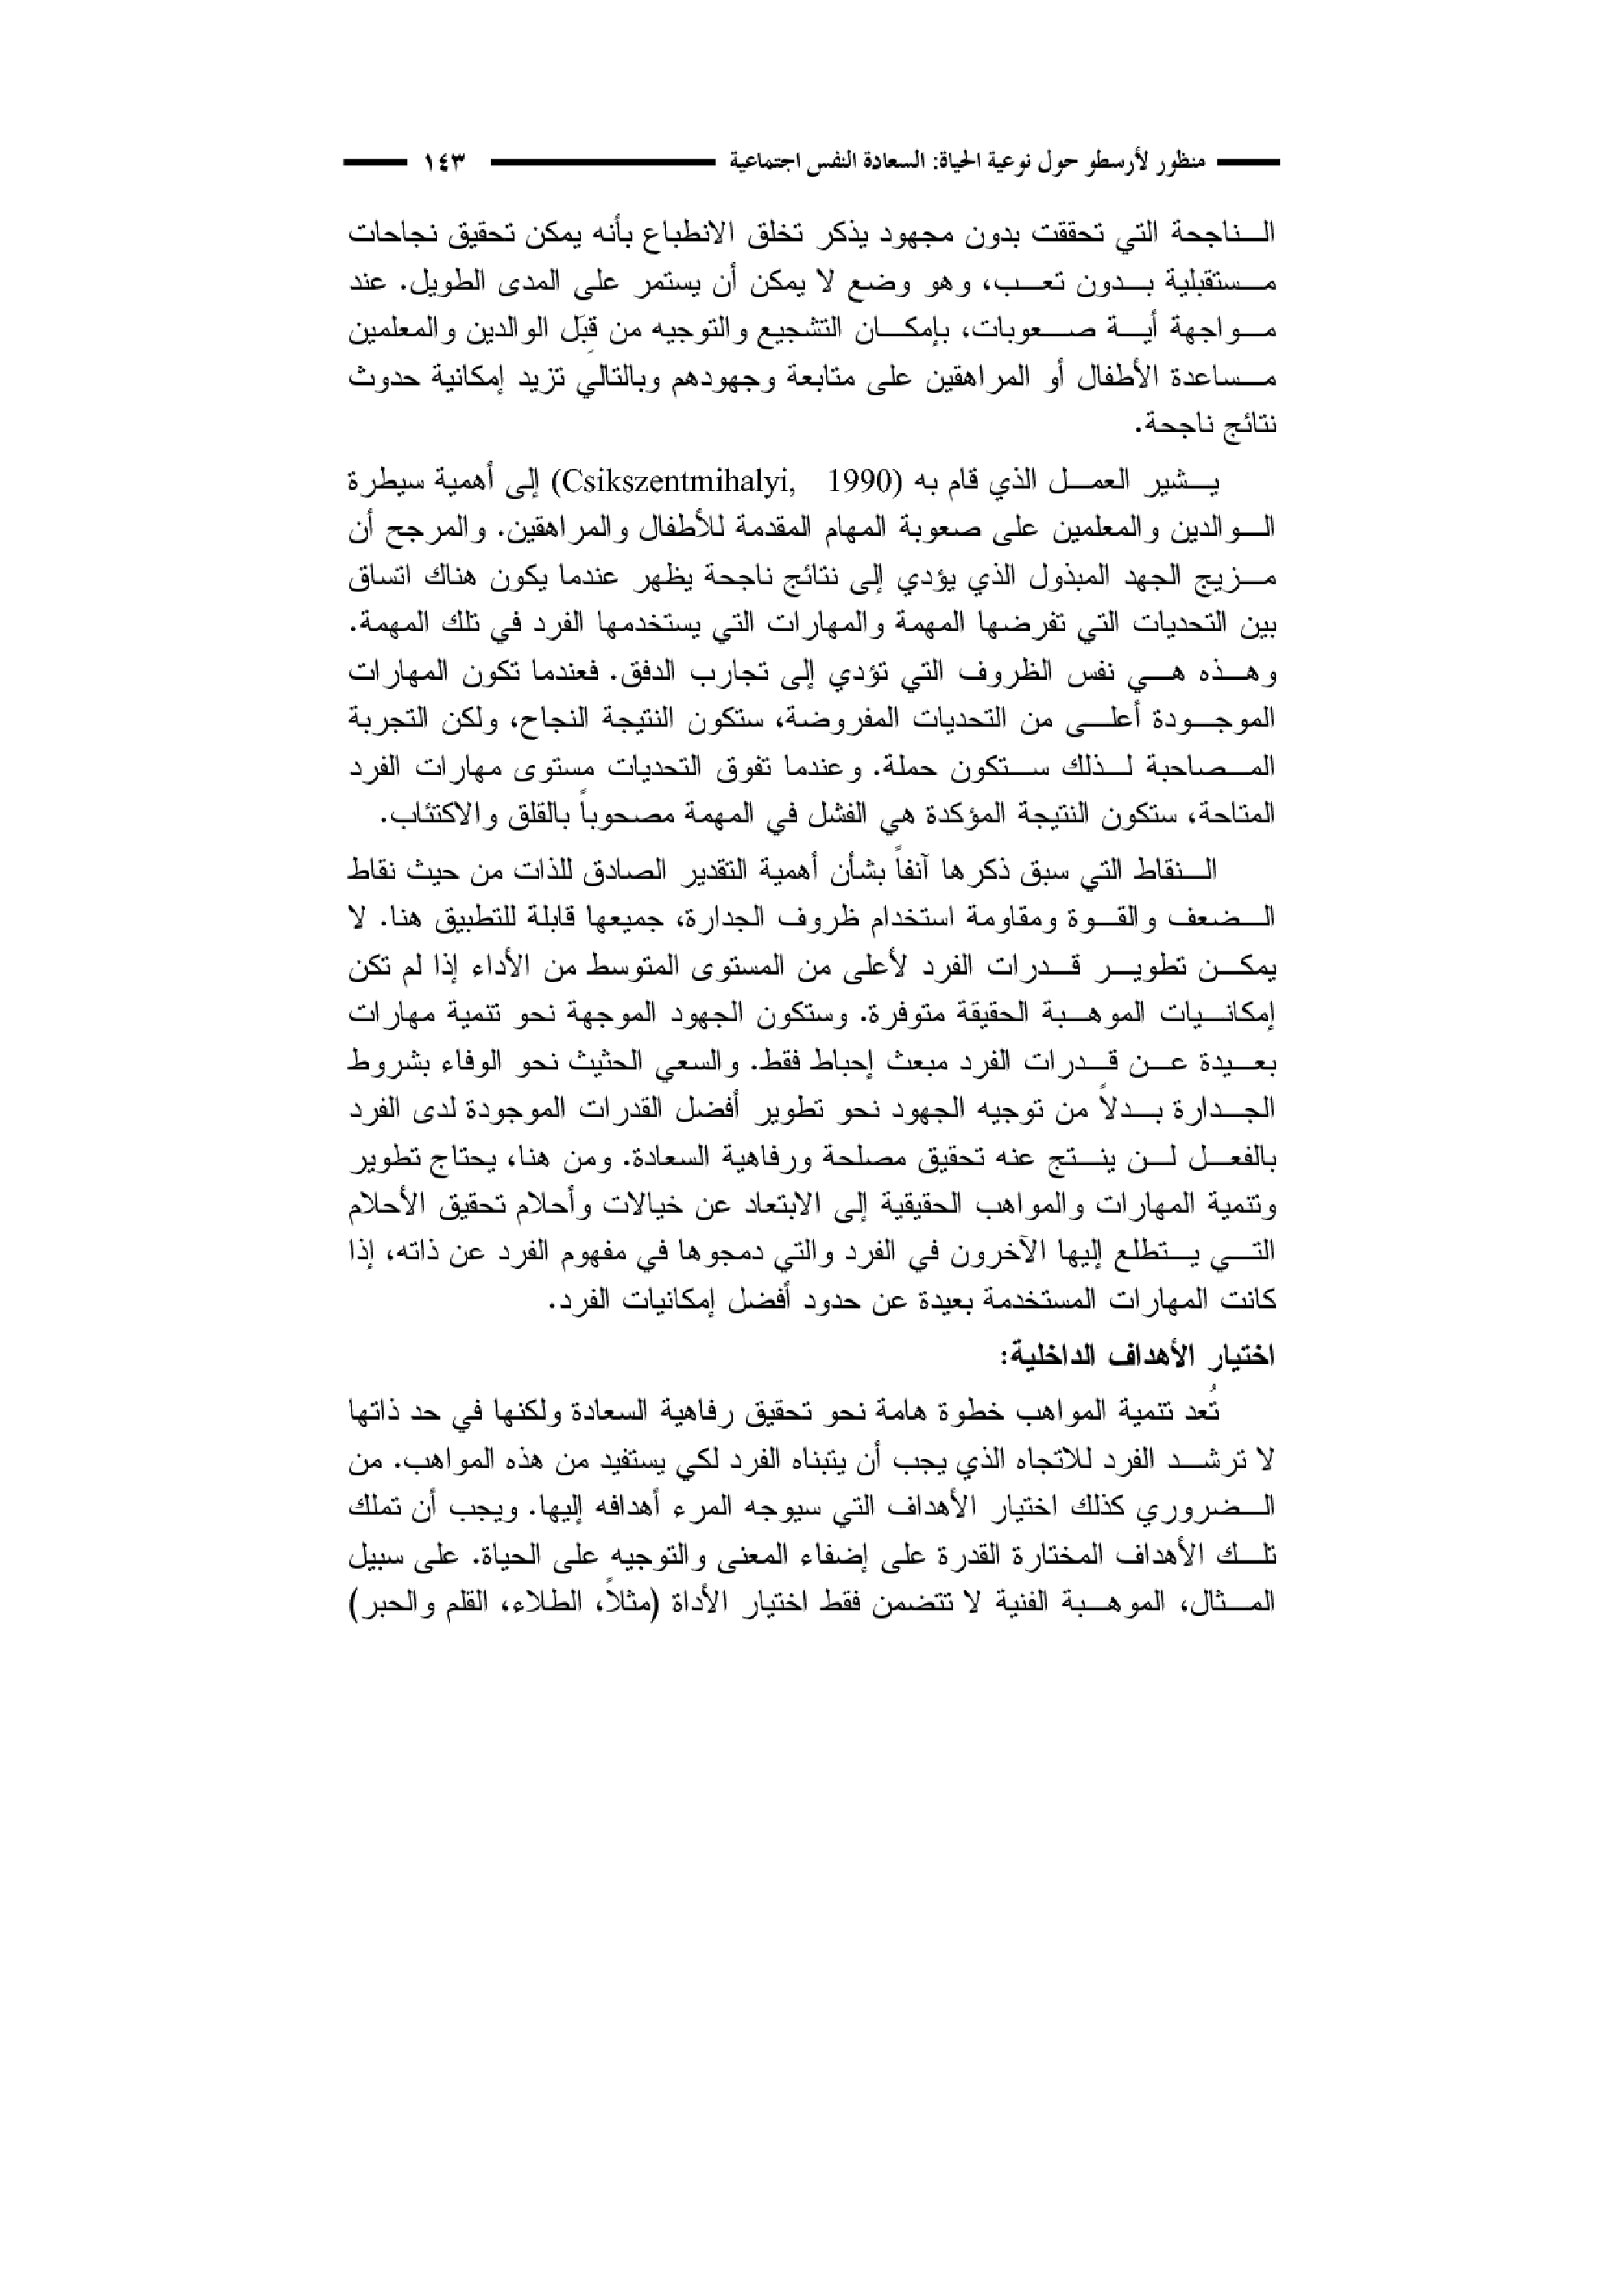 منظور لأرسطو حول نوعية الحياة: السعادة النفس اجتماعية ١٤٣
الناجحة التي تحققت بدون مجهود يذكر تخلق الانطباع بأنه يمكن تحقيق نجاحات
مستقبلية بدون تعب، وهو وضع لا يمكن أن يستمر على المدى الطويل. عند
مواجهة أية صعوبات، بإمكان التشجيع والتوجيه من قِبَل الوالدين والمعلمين
مساعدة الأطفال أو المراهقين على متابعة وجهودهم وبالتالي تزيد إمكانية حدوث
نتائج ناجحة.
يشير العمل الذي قام به (Csikszentmihalyi, 1990) إلى أهمية سيطرة
الوالدين والمعلمين على صعوبة المهام المقدمة للأطفال والمراهقين. والمرجح أن
مزيج الجهد المبذول الذي يؤدي إلى نتائج ناجحة يظهر عندما يكون هناك اتساق
بين التحديات التي تفرضها المهمة والمهارات التي يستخدمها الفرد في تلك المهمة.
وهذه هي نفس الظروف التي تؤدي إلى تجارب الدفق. فعندما تكون المهارات
الموجودة أعلى من التحديات المفروضة، ستكون النتيجة النجاح، ولكن التجربة
المصاحبة لذلك ستكون حملة. وعندما تفوق التحديات مستوى مهارات الفرد
المتاحة، ستكون النتيجة المؤكدة هي الفشل في المهمة مصحوباً بالقلق والاكتئاب.
النقاط التي سبق ذكرها آنفاً بشأن أهمية التقدير الصادق للذات من حيث نقاط
الضعف والقوة ومقاومة استخدام ظروف الجدارة، جميعها قابلة للتطبيق هنا. لا
يمكن تطوير قدرات الفرد لأعلى من المستوى المتوسط من الأداء إذا لم تكن
إمكانيات الموهبة الحقيقة متوفرة. وستكون الجهود الموجهة نحو تنمية مهارات
بعيدة عن قدرات الفرد مبعث إحباط فقط. والسعي الحثيث نحو الوفاء بشروط
الجدارة بدلاً من توجيه الجهود نحو تطوير أفضل القدرات الموجودة لدى الفرد
بالفعل لن ينتج عنه تحقيق مصلحة ورفاهية السعادة. ومن هنا، يحتاج تطوير
وتنمية المهارات والمواهب الحقيقية إلى الابتعاد عن خيالات وأحلام تحقيق الأحلام
التي يتطلع إليها الآخرون في الفرد والتي دمجوها في مفهوم الفرد عن ذاته، إذا
كانت المهارات المستخدمة بعيدة عن حدود أفضل إمكانيات الفرد.
اختيار الأهداف الداخلية:
تُعد تنمية المواهب خطوة هامة نحو تحقيق رفاهية السعادة ولكنها في حد ذاتها
لا ترشد الفرد للاتجاه الذي يجب أن يتبناه الفرد لكي يستفيد من هذه المواهب. من
الضروري كذلك اختيار الأهداف التي سيوجه المرء أهدافه إليها. ويجب أن تملك
تلك الأهداف المختارة القدرة على إضفاء المعنى والتوجيه على الحياة. على سبيل
المثال، الموهبة الفنية لا تتضمن فقط اختيار الأداة (مثلاً، الطلاء، القلم والحبر)